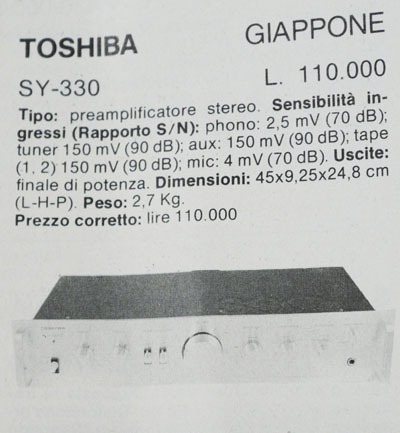 TOSHIBA GIAPPONE
SY-330 L. 110.000
Tipo: preamplificatore stereo. Sensibilità in-
gressi (Rapporto S/N): phono: 2,5 mV (70 dB);
tuner 150 mV (90 dB); aux: 150 mV (90 dB); tape
(1, 2) 150 mV (90 dB); mic: 4 mV (70 dB). Uscite:
finale di potenza. Dimensioni: 45x9,25x24,8 cm
(L-H-P). Peso: 2,7 Kg.
Prezzo corretto: lire 110.000